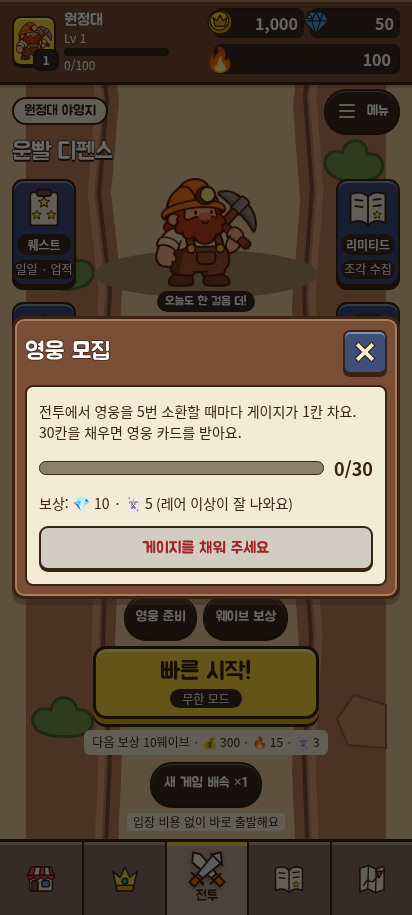 원정대
Lv 1
0/100
1
1,000
50
100
원정대 야영지
메뉴
운빨 디펜스
퀘스트
일일 · 업적
리미티드
조각 수집
오늘도 한 걸음 더!
영웅 모집
전투에서 영웅을 5번 소환할 때마다 게이지가 1칸 차요.
30칸을 채우면 영웅 카드를 받아요.
0/30
보상: 💎 10 · 🃏 5 (레어 이상이 잘 나와요)
게이지를 채워 주세요
영웅 준비
웨이브 보상
빠른 시작!
무한 모드
다음 보상 10웨이브 · 💰 300 · 🔥 15 · 🃏 3
새 게임 배속 ×1
입장 비용 없이 바로 출발해요
전투